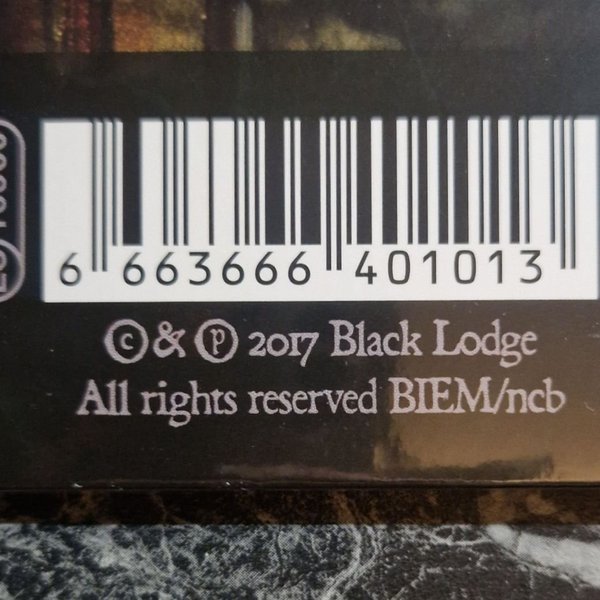 6 663666 401013
© & ℗ 2017 Black Lodge
All rights reserved BIEM/ncb